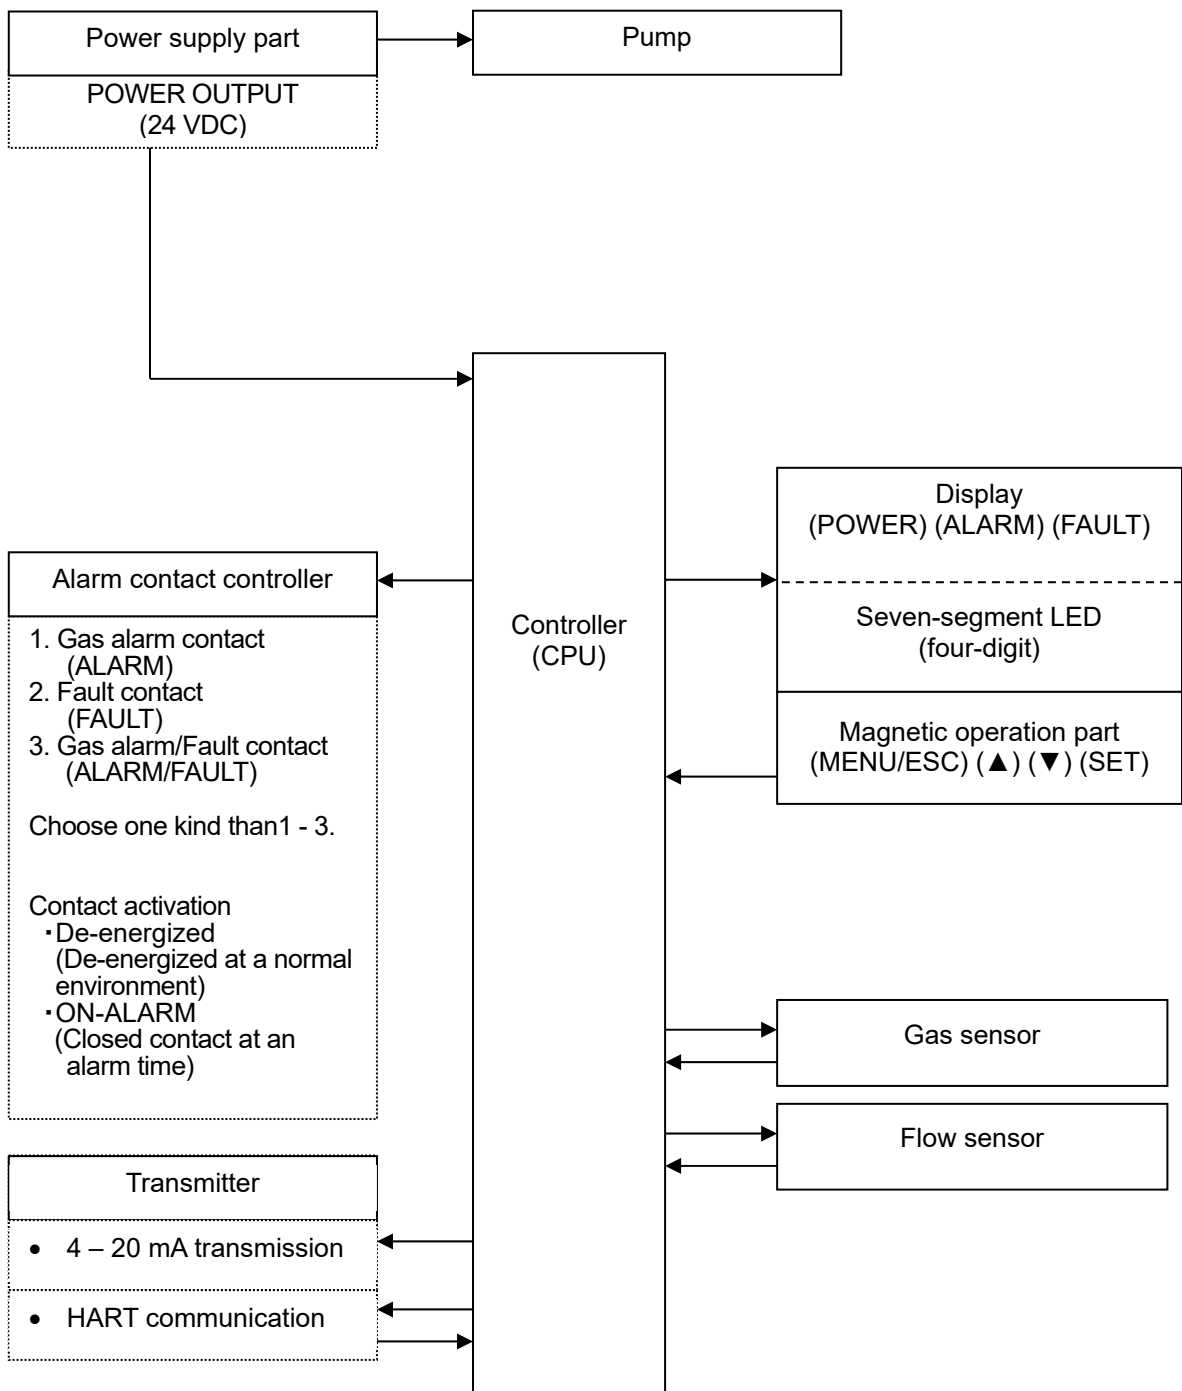 Power supply part
Pump
POWER OUTPUT
(24 VDC)
Display
(POWER) (ALARM) (FAULT)
Seven-segment LED
(four-digit)
Magnetic operation part
(MENU/ESC) (▲) (▼) (SET)
Controller
(CPU)
Alarm contact controller
1. Gas alarm contact
(ALARM)
2. Fault contact
(FAULT)
3. Gas alarm/Fault contact
(ALARM/FAULT)
Choose one kind than1 - 3.
Contact activation
・De-energized
(De-energized at a normal
environment)
・ON-ALARM
(Closed contact at an
alarm time)
Gas sensor
Flow sensor
Transmitter
• 4 – 20 mA transmission
• HART communication